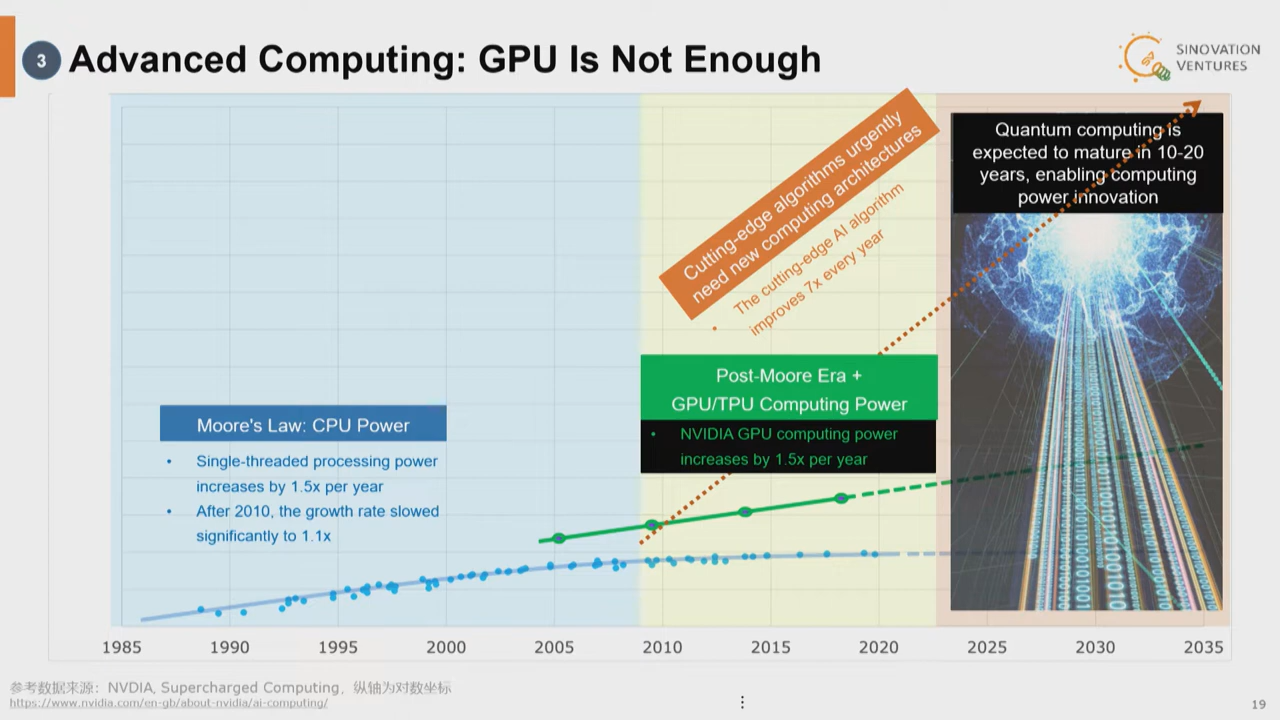 3
Advanced Computing: GPU Is Not Enough
SINOVATION
VENTURES
Cutting-edge algorithms urgently
need new computing architectures
• The cutting-edge AI algorithm
improves 7x every year
Quantum computing is
expected to mature in 10-20
years, enabling computing
power innovation
Post-Moore Era +
GPU/TPU Computing Power
• NVIDIA GPU computing power
increases by 1.5x per year
Moore's Law: CPU Power
• Single-threaded processing power
increases by 1.5x per year
• After 2010, the growth rate slowed
significantly to 1.1x
1985 1990 1995 2000 2005 2010 2015 2020 2025 2030 2035
参考数据来源：NVDIA, Supercharged Computing，纵轴为对数坐标
https://www.nvidia.com/en-gb/about-nvidia/ai-computing/
19